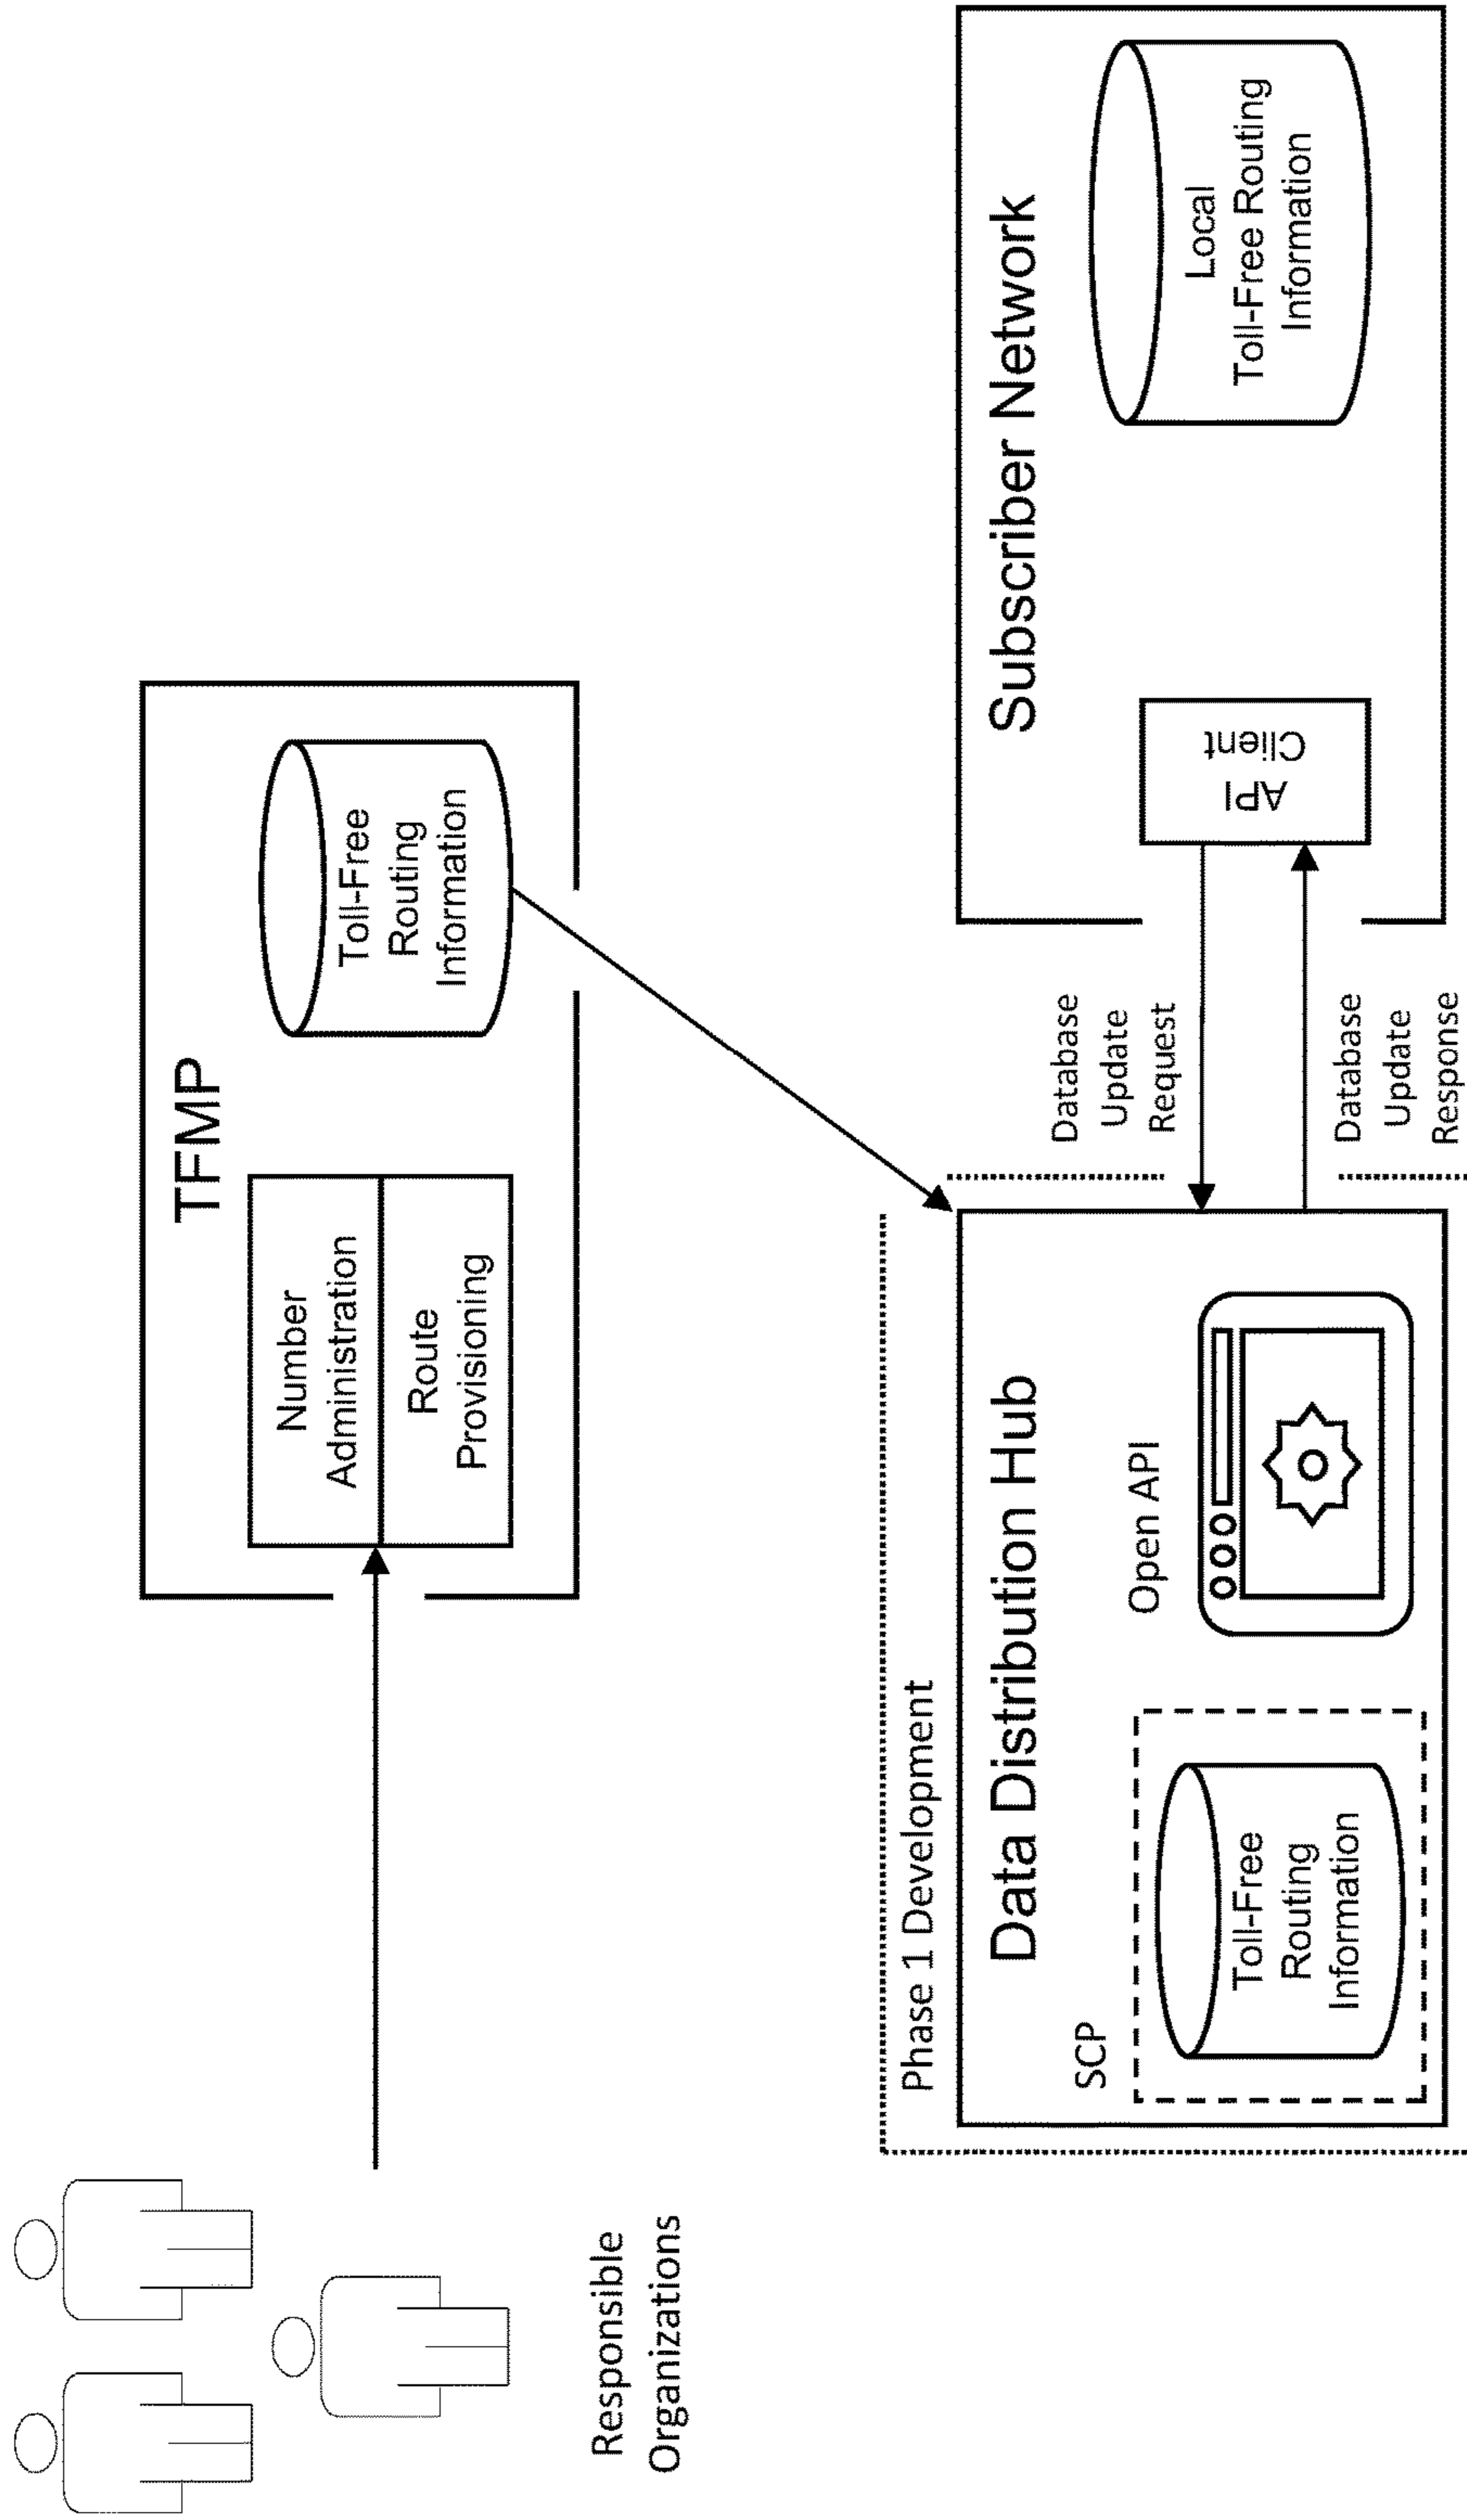 TFMP
Number
Administration
Route
Provisioning
Toll-Free
Routing
Information
Responsible
Organizations
Phase 1 Development
Data Distribution Hub
SCP
Toll-Free
Routing
Information
Open API
Database
Update
Request
Database
Update
Response
Subscriber Network
API
Client
Local
Toll-Free Routing
Information